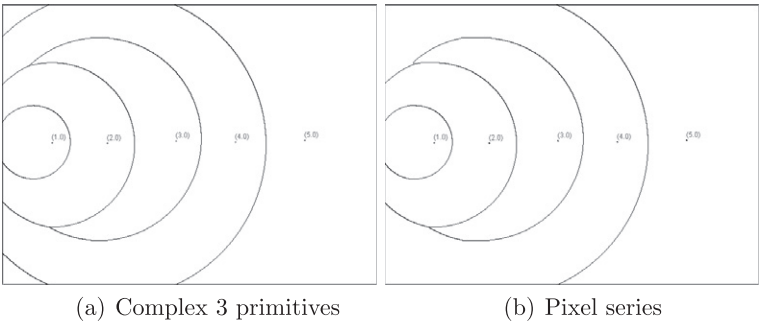 (1.0) (2.0) (3.0) (4.0) (5.0)
(1.0) (2.0) (3.0) (4.0) (5.0)
(a) Complex 3 primitives
(b) Pixel series